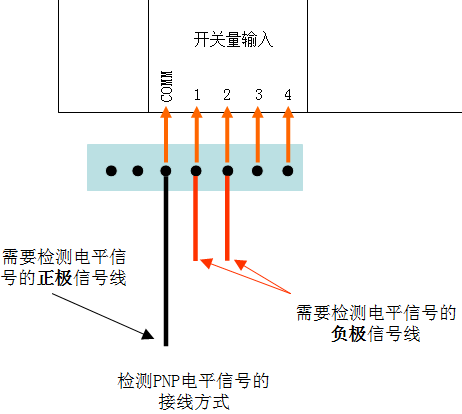 开关量输入
COMM
1 2 3 4
需要检测电平信
号的正极信号线
需要检测电平信号的
负极信号线
检测PNP电平信号的
接线方式